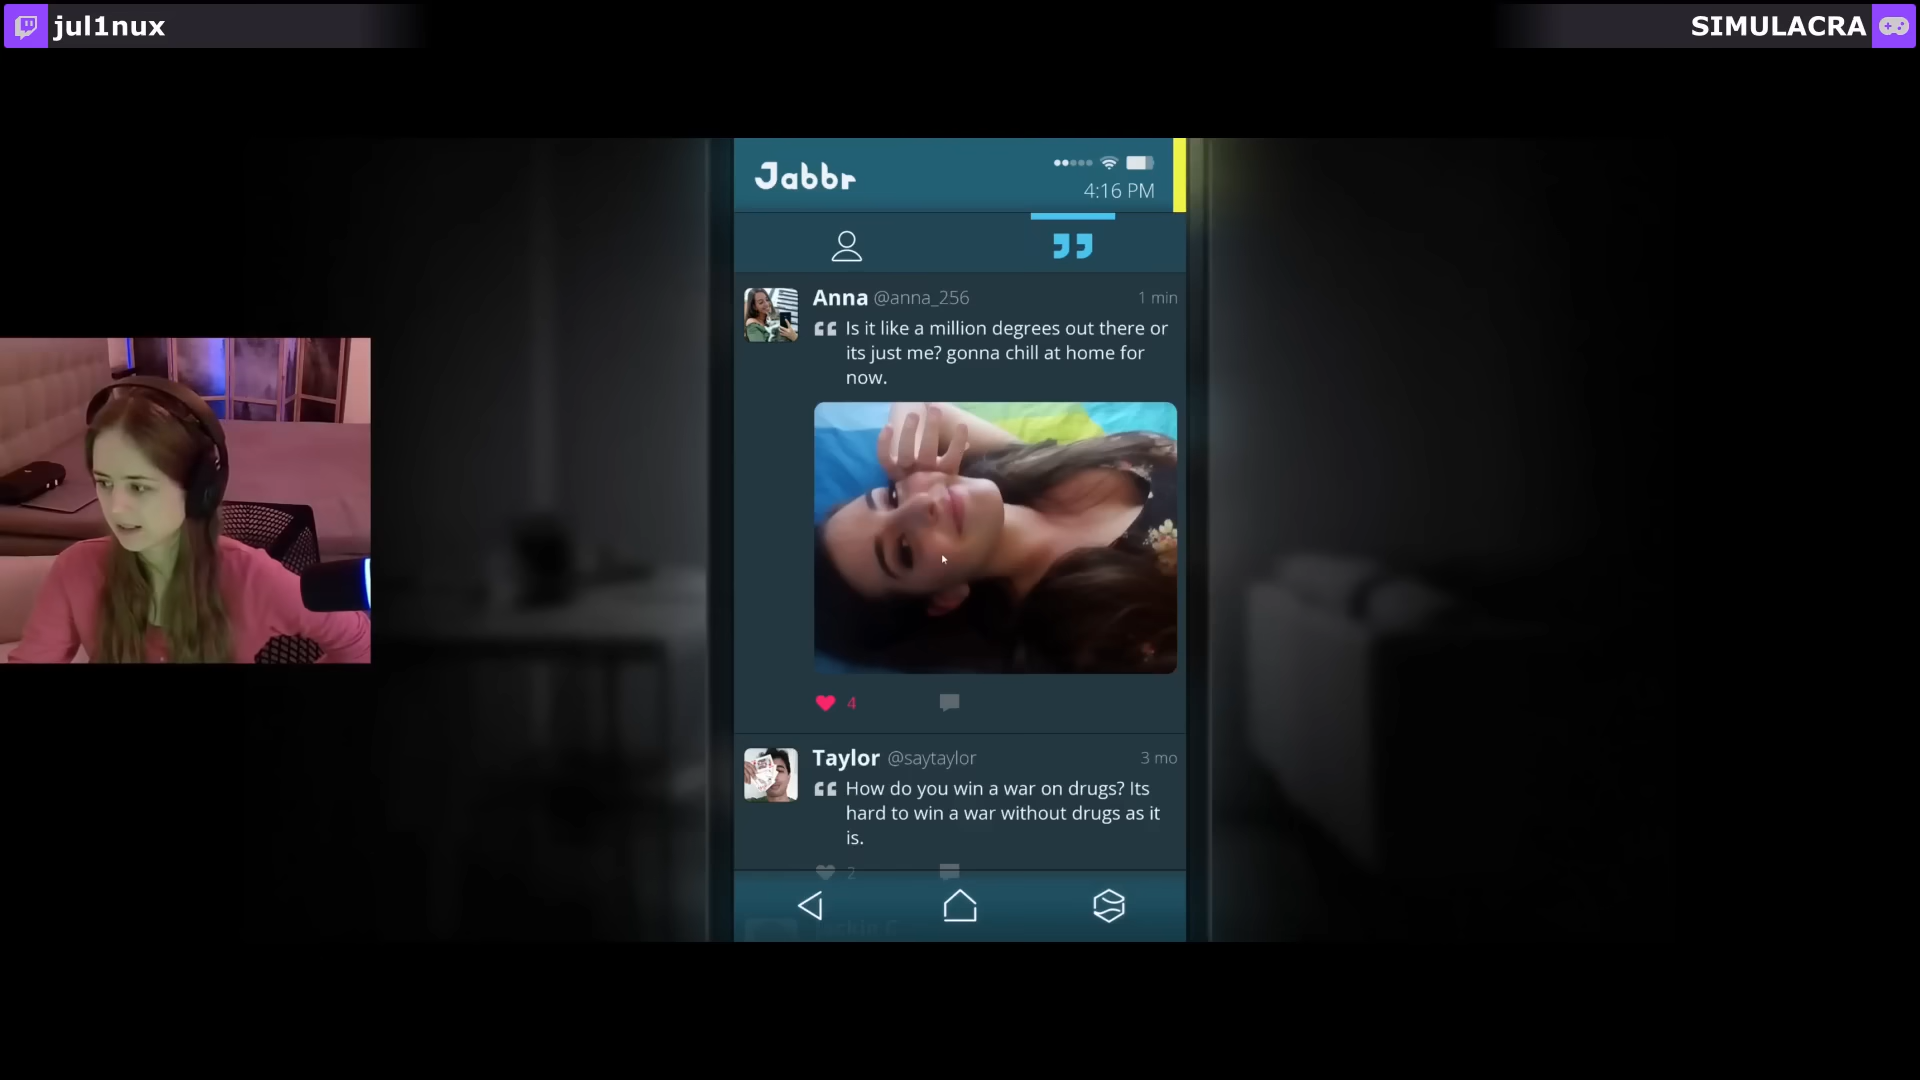 jul1nux
SIMULACRA
Jabbr
4:16 PM
Anna @anna_256 1 min
Is it like a million degrees out there or
its just me? gonna chill at home for
now.
4
Taylor @saytaylor 3 mo
How do you win a war on drugs? Its
hard to win a war without drugs as it
is.
2
Jackie C